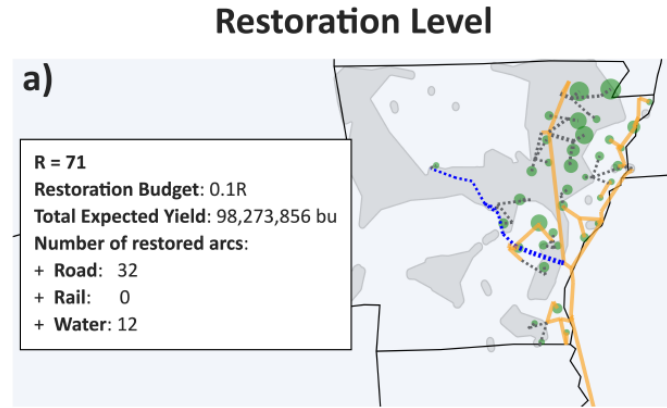 Restoration Level
a)
R = 71
Restoration Budget: 0.1R
Total Expected Yield: 98,273,856 bu
Number of restored arcs:
+ Road: 32
+ Rail: 0
+ Water: 12